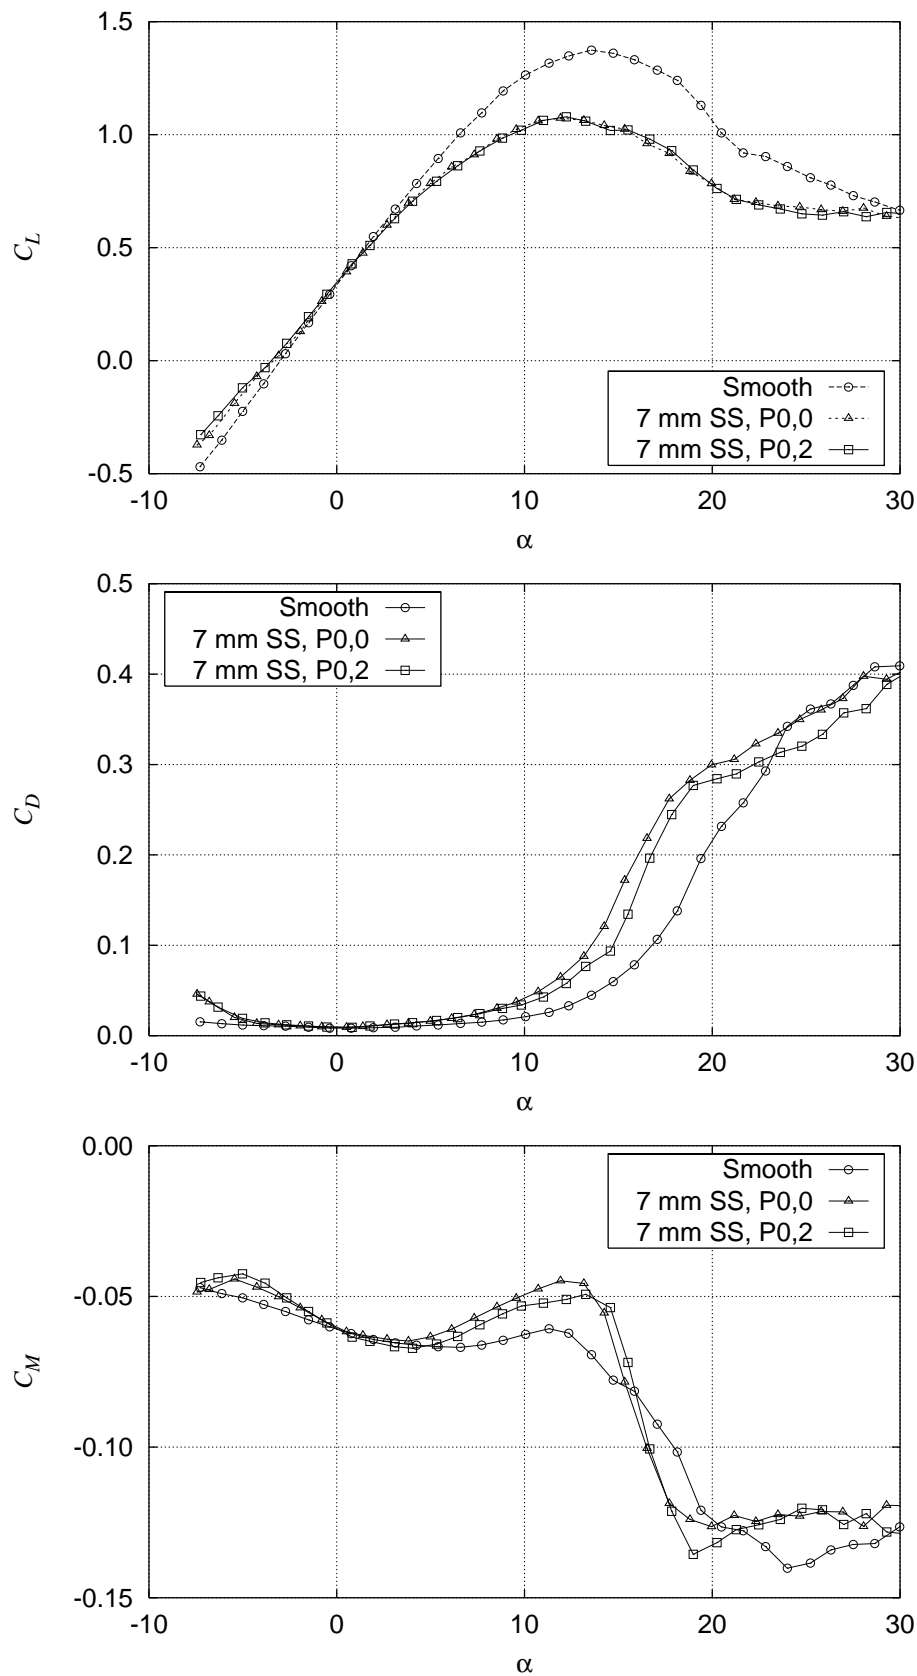 1.5
1.0
C_L
0.5
0.0
Smooth
7 mm SS, P0,0
7 mm SS, P0,2
-0.5
-10 0 10 20 30
α
0.5
Smooth
7 mm SS, P0,0
7 mm SS, P0,2
0.4
0.3
C_D
0.2
0.1
0.0
-10 0 10 20 30
α
0.00
Smooth
7 mm SS, P0,0
7 mm SS, P0,2
-0.05
C_M
-0.10
-0.15
-10 0 10 20 30
α